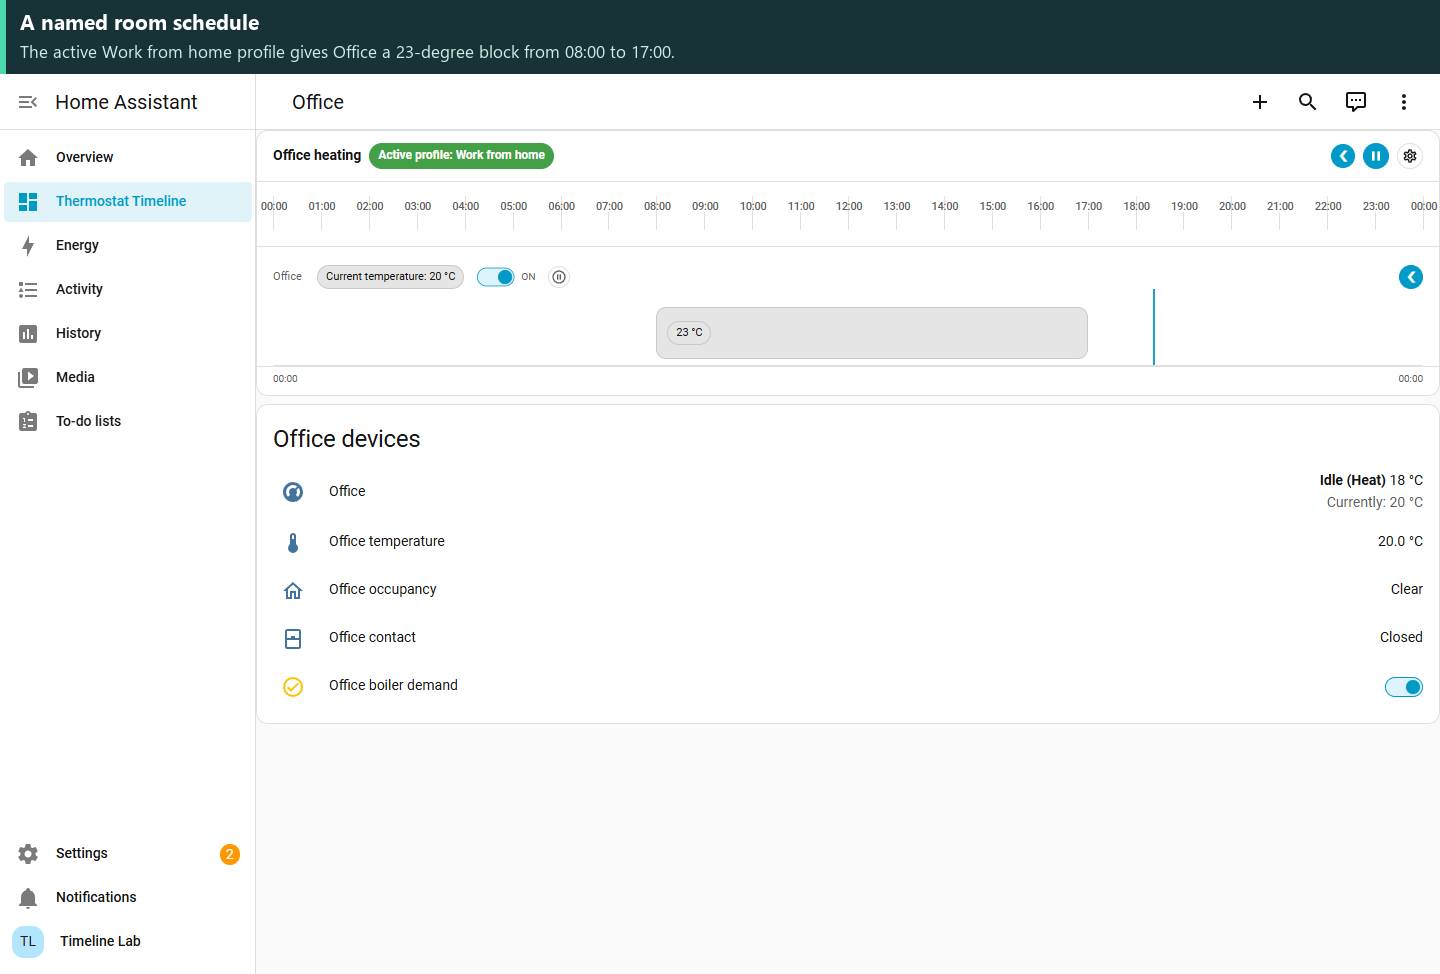 A named room schedule
The active Work from home profile gives Office a 23-degree block from 08:00 to 17:00.
Home Assistant
Office
Overview
Thermostat Timeline
Energy
Activity
History
Media
To-do lists
Settings
2
Notifications
TL
Timeline Lab
Office heating
Active profile: Work from home
00:00 01:00 02:00 03:00 04:00 05:00 06:00 07:00 08:00 09:00 10:00 11:00 12:00 13:00 14:00 15:00 16:00 17:00 18:00 19:00 20:00 21:00 22:00 23:00 00:00
Office Current temperature: 20 °C ON
23 °C
00:00 00:00
Office devices
Office
Idle (Heat) 18 °C
Currently: 20 °C
Office temperature 20.0 °C
Office occupancy Clear
Office contact Closed
Office boiler demand